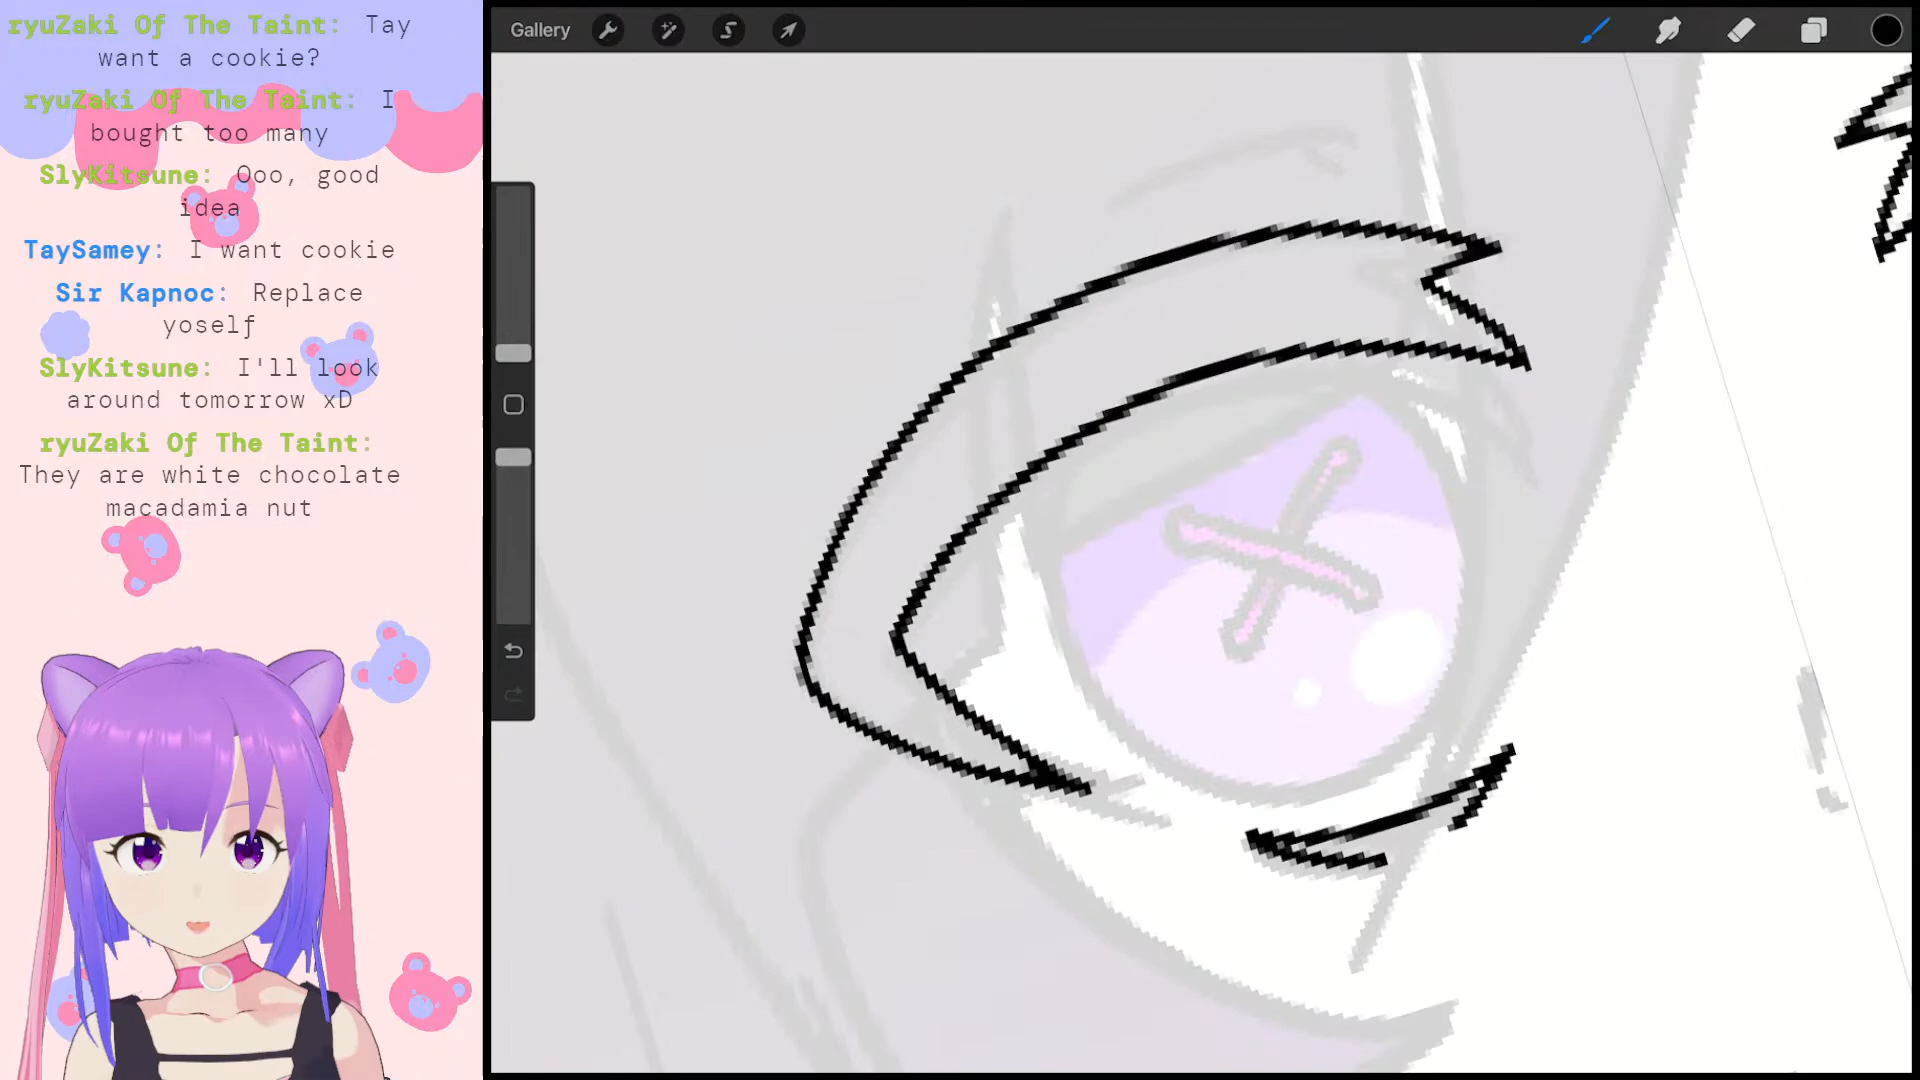 ryuZaki Of The Taint: Tay
want a cookie?
ryuZaki Of The Taint: I
bought too many
SlyKitsune: Ooo, good
idea
TaySamey: I want cookie
Sir Kapnoc: Replace
yoself
SlyKitsune: I'll look
around tomorrow xD
ryuZaki Of The Taint:
They are white chocolate
macadamia nut
Gallery